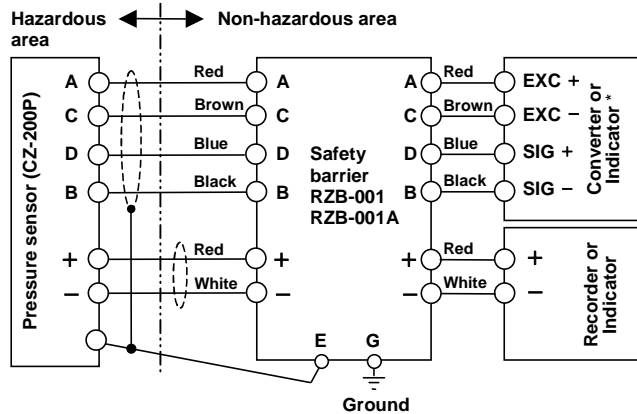 Hazardous area
Non-hazardous area
Pressure sensor (CZ-200P)
A Red A
C Brown C
D Blue D
B Black B
+ Red +
− White −
Safety
barrier
RZB-001
RZB-001A
E G
Ground
A Red EXC +
C Brown EXC −
D Blue SIG +
B Black SIG −
Converter or
Indicator *
+ Red +
− White −
Recorder or
Indicator